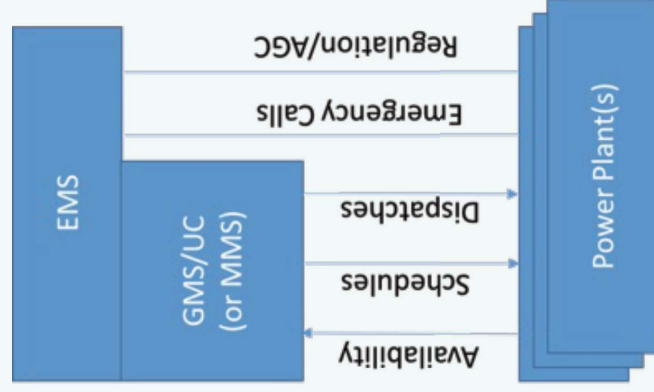 EMS
GMS/UC
(or MMS)
Regulation/AGC
Emergency Calls
Dispatches
Schedules
Availability
Power Plant(s)